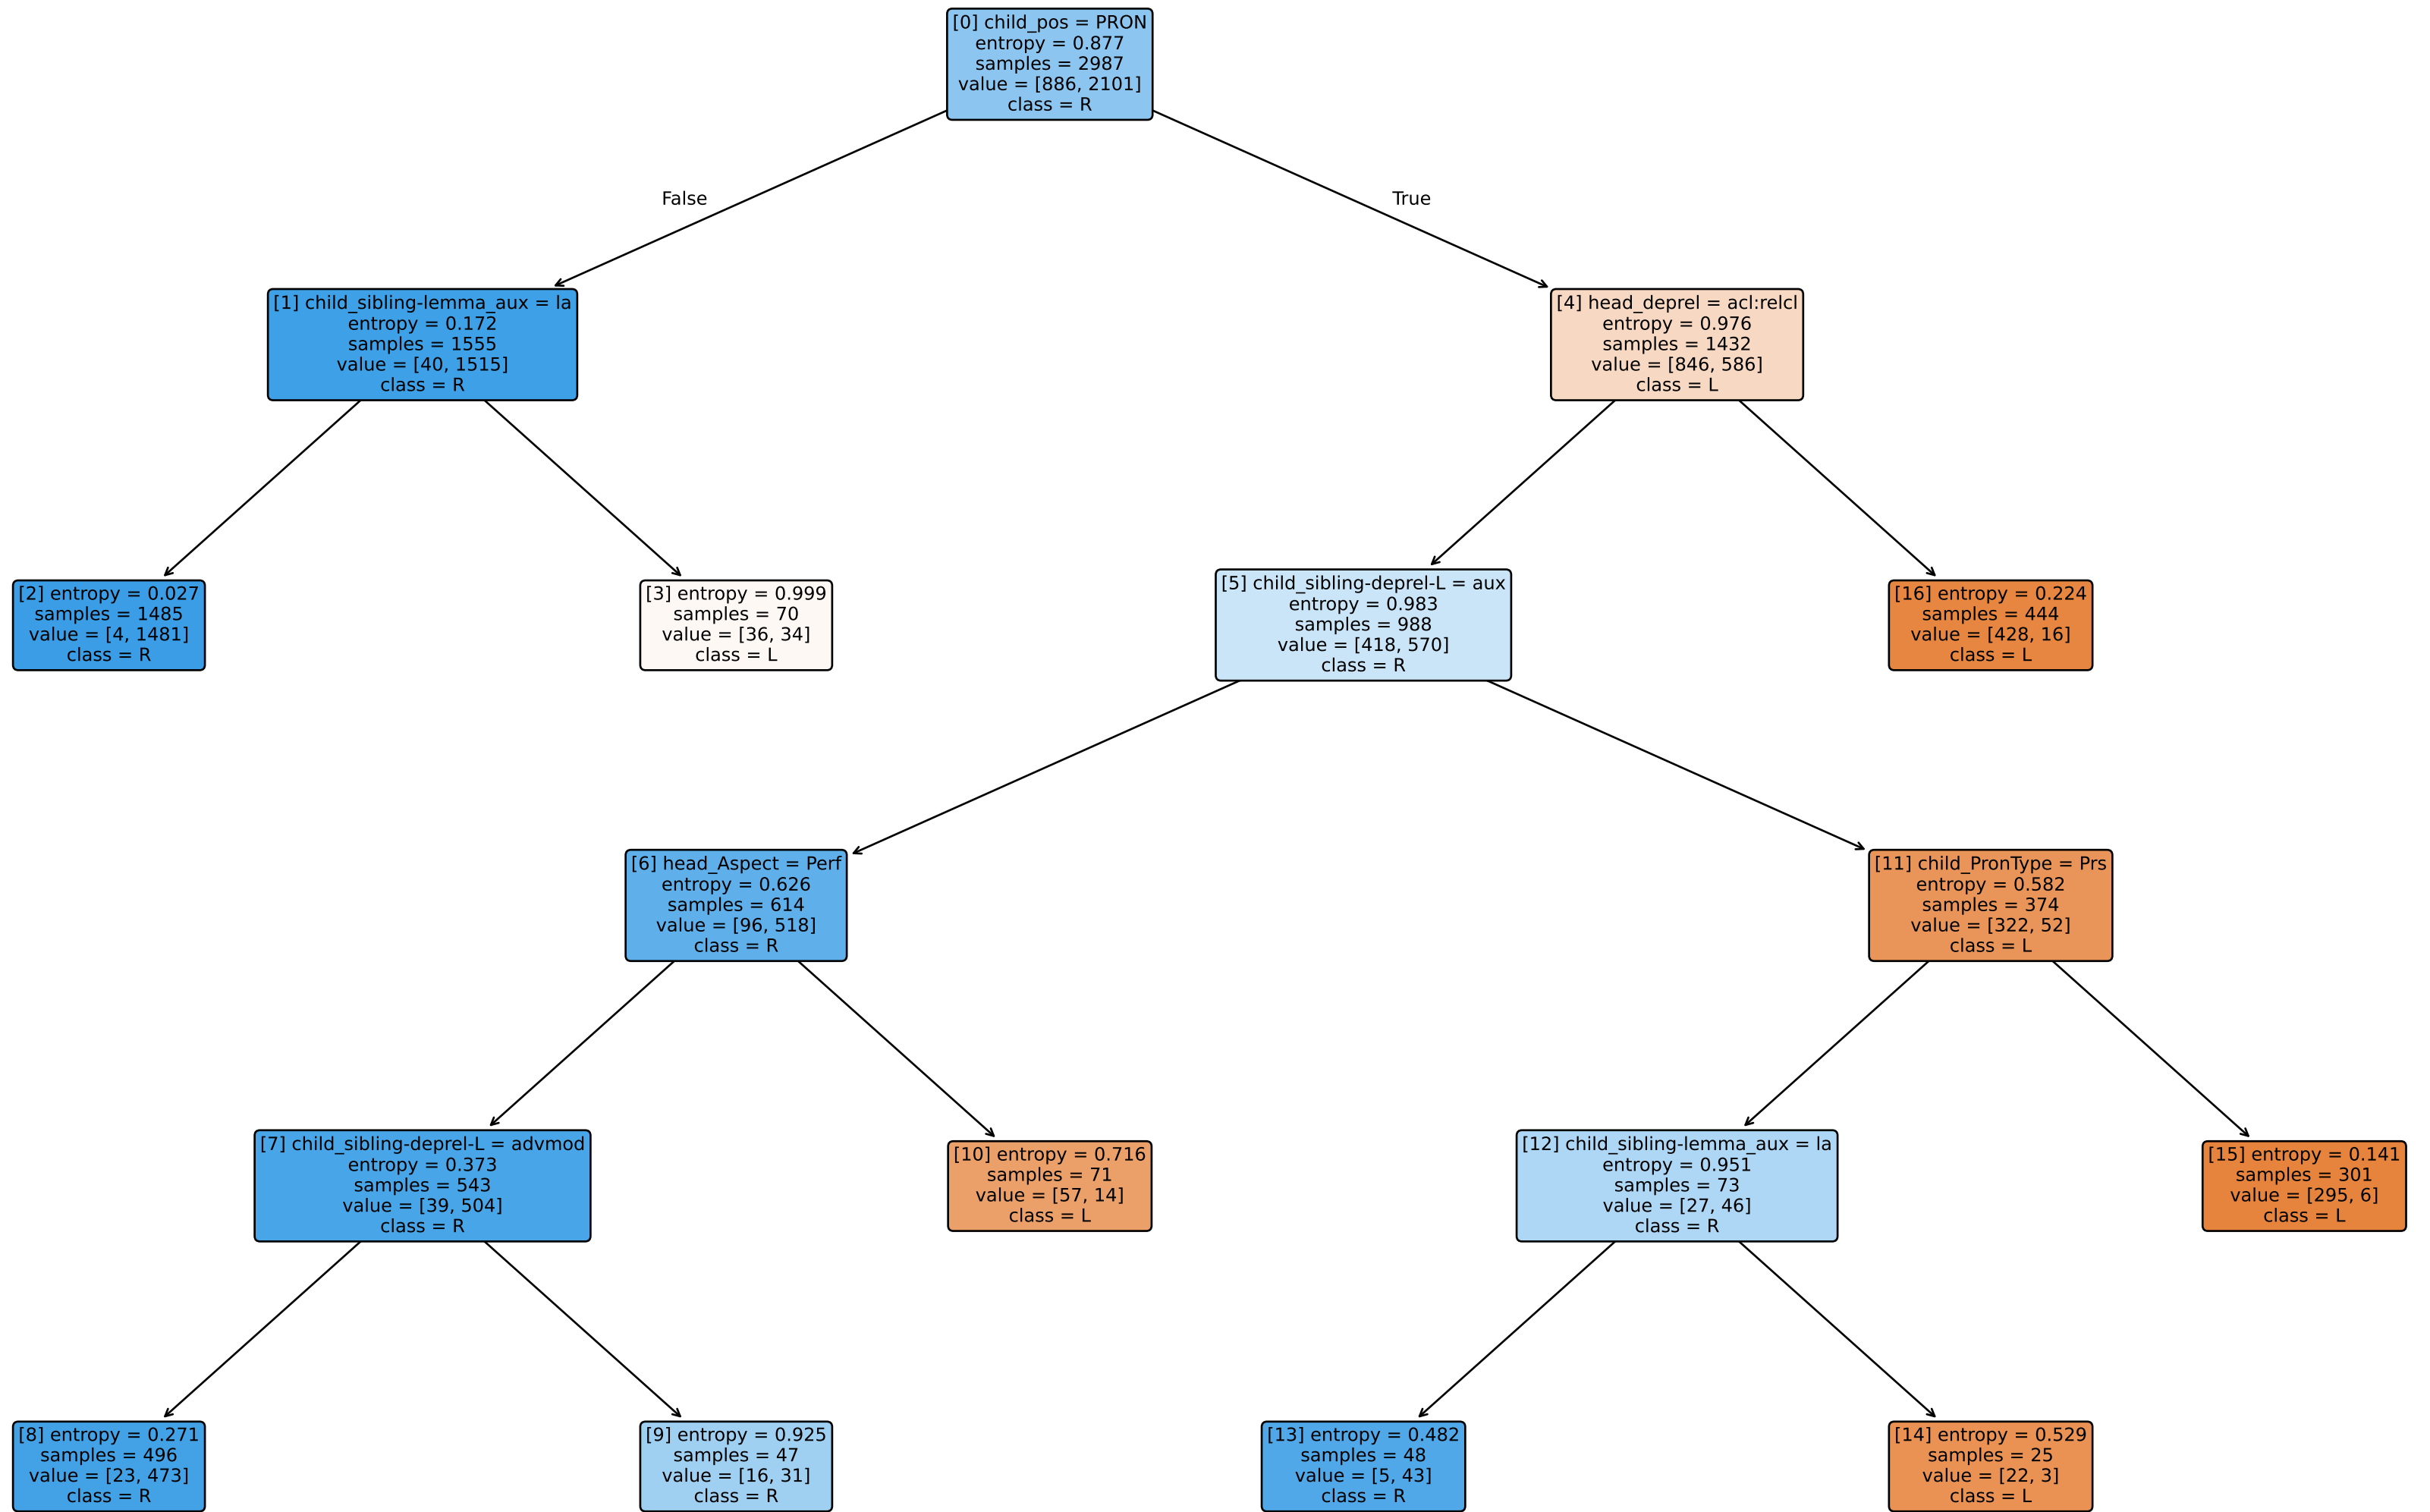 [0] child_pos = PRON
entropy = 0.877
samples = 2987
value = [886, 2101]
class = R
False
True
[1] child_sibling-lemma_aux = la
entropy = 0.172
samples = 1555
value = [40, 1515]
class = R
[4] head_deprel = acl:relcl
entropy = 0.976
samples = 1432
value = [846, 586]
class = L
[2] entropy = 0.027
samples = 1485
value = [4, 1481]
class = R
[3] entropy = 0.999
samples = 70
value = [36, 34]
class = L
[5] child_sibling-deprel-L = aux
entropy = 0.983
samples = 988
value = [418, 570]
class = R
[16] entropy = 0.224
samples = 444
value = [428, 16]
class = L
[6] head_Aspect = Perf
entropy = 0.626
samples = 614
value = [96, 518]
class = R
[11] child_PronType = Prs
entropy = 0.582
samples = 374
value = [322, 52]
class = L
[7] child_sibling-deprel-L = advmod
entropy = 0.373
samples = 543
value = [39, 504]
class = R
[10] entropy = 0.716
samples = 71
value = [57, 14]
class = L
[12] child_sibling-lemma_aux = la
entropy = 0.951
samples = 73
value = [27, 46]
class = R
[15] entropy = 0.141
samples = 301
value = [295, 6]
class = L
[8] entropy = 0.271
samples = 496
value = [23, 473]
class = R
[9] entropy = 0.925
samples = 47
value = [16, 31]
class = R
[13] entropy = 0.482
samples = 48
value = [5, 43]
class = R
[14] entropy = 0.529
samples = 25
value = [22, 3]
class = L